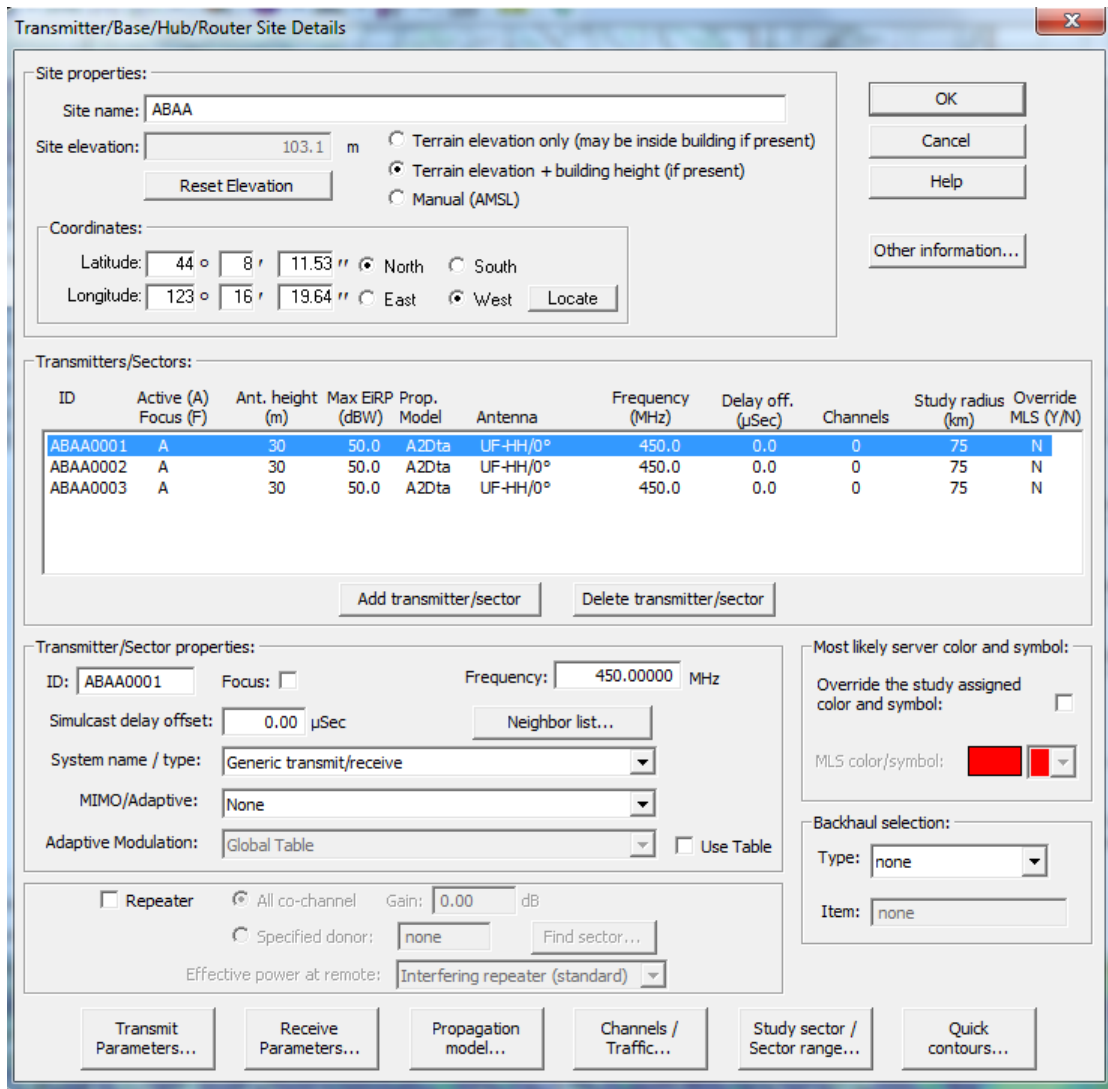 Transmitter/Base/Hub/Router Site Details
x
Site properties:
Site name: ABAA
OK
Site elevation: 103.1 m
Terrain elevation only (may be inside building if present)
Cancel
Reset Elevation
Terrain elevation + building height (if present)
Help
Manual (AMSL)
Coordinates:
Latitude: 44 ° 8 ' 11.53 '' North South
Other information...
Longitude: 123 ° 16 ' 19.64 '' East West Locate
Transmitters/Sectors:
ID Active (A) Ant. height Max EiRP Prop. Frequency Delay off. Study radius Override
Focus (F) (m) (dBW) Model Antenna (MHz) (µSec) Channels (km) MLS (Y/N)
ABAA0001 A 30 50.0 A2Dta UF-HH/0° 450.0 0.0 0 75 N
ABAA0002 A 30 50.0 A2Dta UF-HH/0° 450.0 0.0 0 75 N
ABAA0003 A 30 50.0 A2Dta UF-HH/0° 450.0 0.0 0 75 N
Add transmitter/sector Delete transmitter/sector
Transmitter/Sector properties:
ID: ABAA0001 Focus: Frequency: 450.00000 MHz
Simulcast delay offset: 0.00 µSec Neighbor list...
System name / type: Generic transmit/receive
MIMO/Adaptive: None
Adaptive Modulation: Global Table Use Table
Most likely server color and symbol:
Override the study assigned
color and symbol:
MLS color/symbol:
Backhaul selection:
Type: none
Item: none
Repeater All co-channel Gain: 0.00 dB
Specified donor: none Find sector...
Effective power at remote: Interfering repeater (standard)
Transmit
Parameters...
Receive
Parameters...
Propagation
model...
Channels /
Traffic...
Study sector /
Sector range...
Quick
contours...